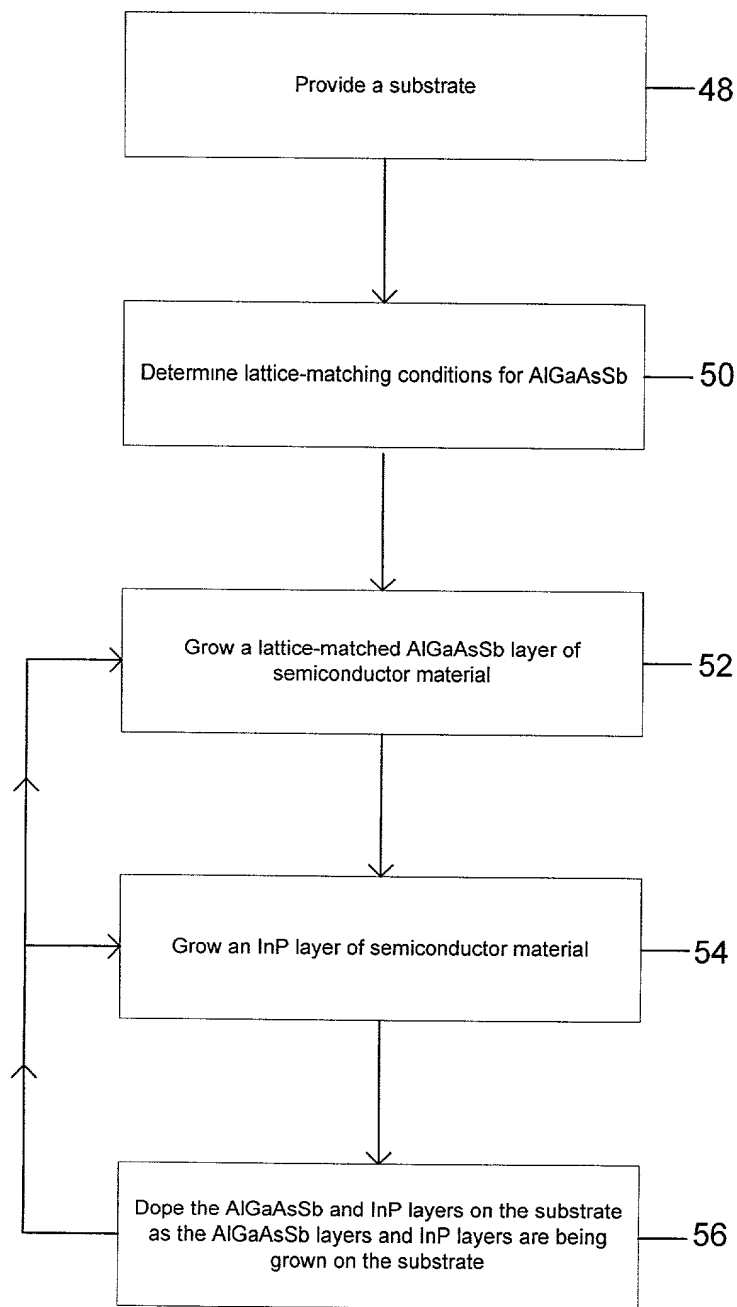 Provide a substrate
48
Determine lattice-matching conditions for AlGaAsSb
50
Grow a lattice-matched AlGaAsSb layer of
semiconductor material
52
Grow an InP layer of semiconductor material
54
Dope the AlGaAsSb and InP layers on the substrate
as the AlGaAsSb layers and InP layers are being
grown on the substrate
56